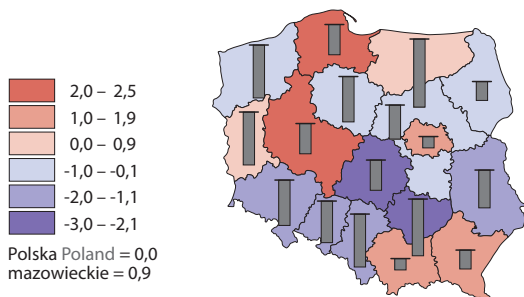 2,0 – 2,5
1,0 – 1,9
0,0 – 0,9
-1,0 – -0,1
-2,0 – -1,1
-3,0 – -2,1
Polska Poland = 0,0
mazowieckie = 0,9